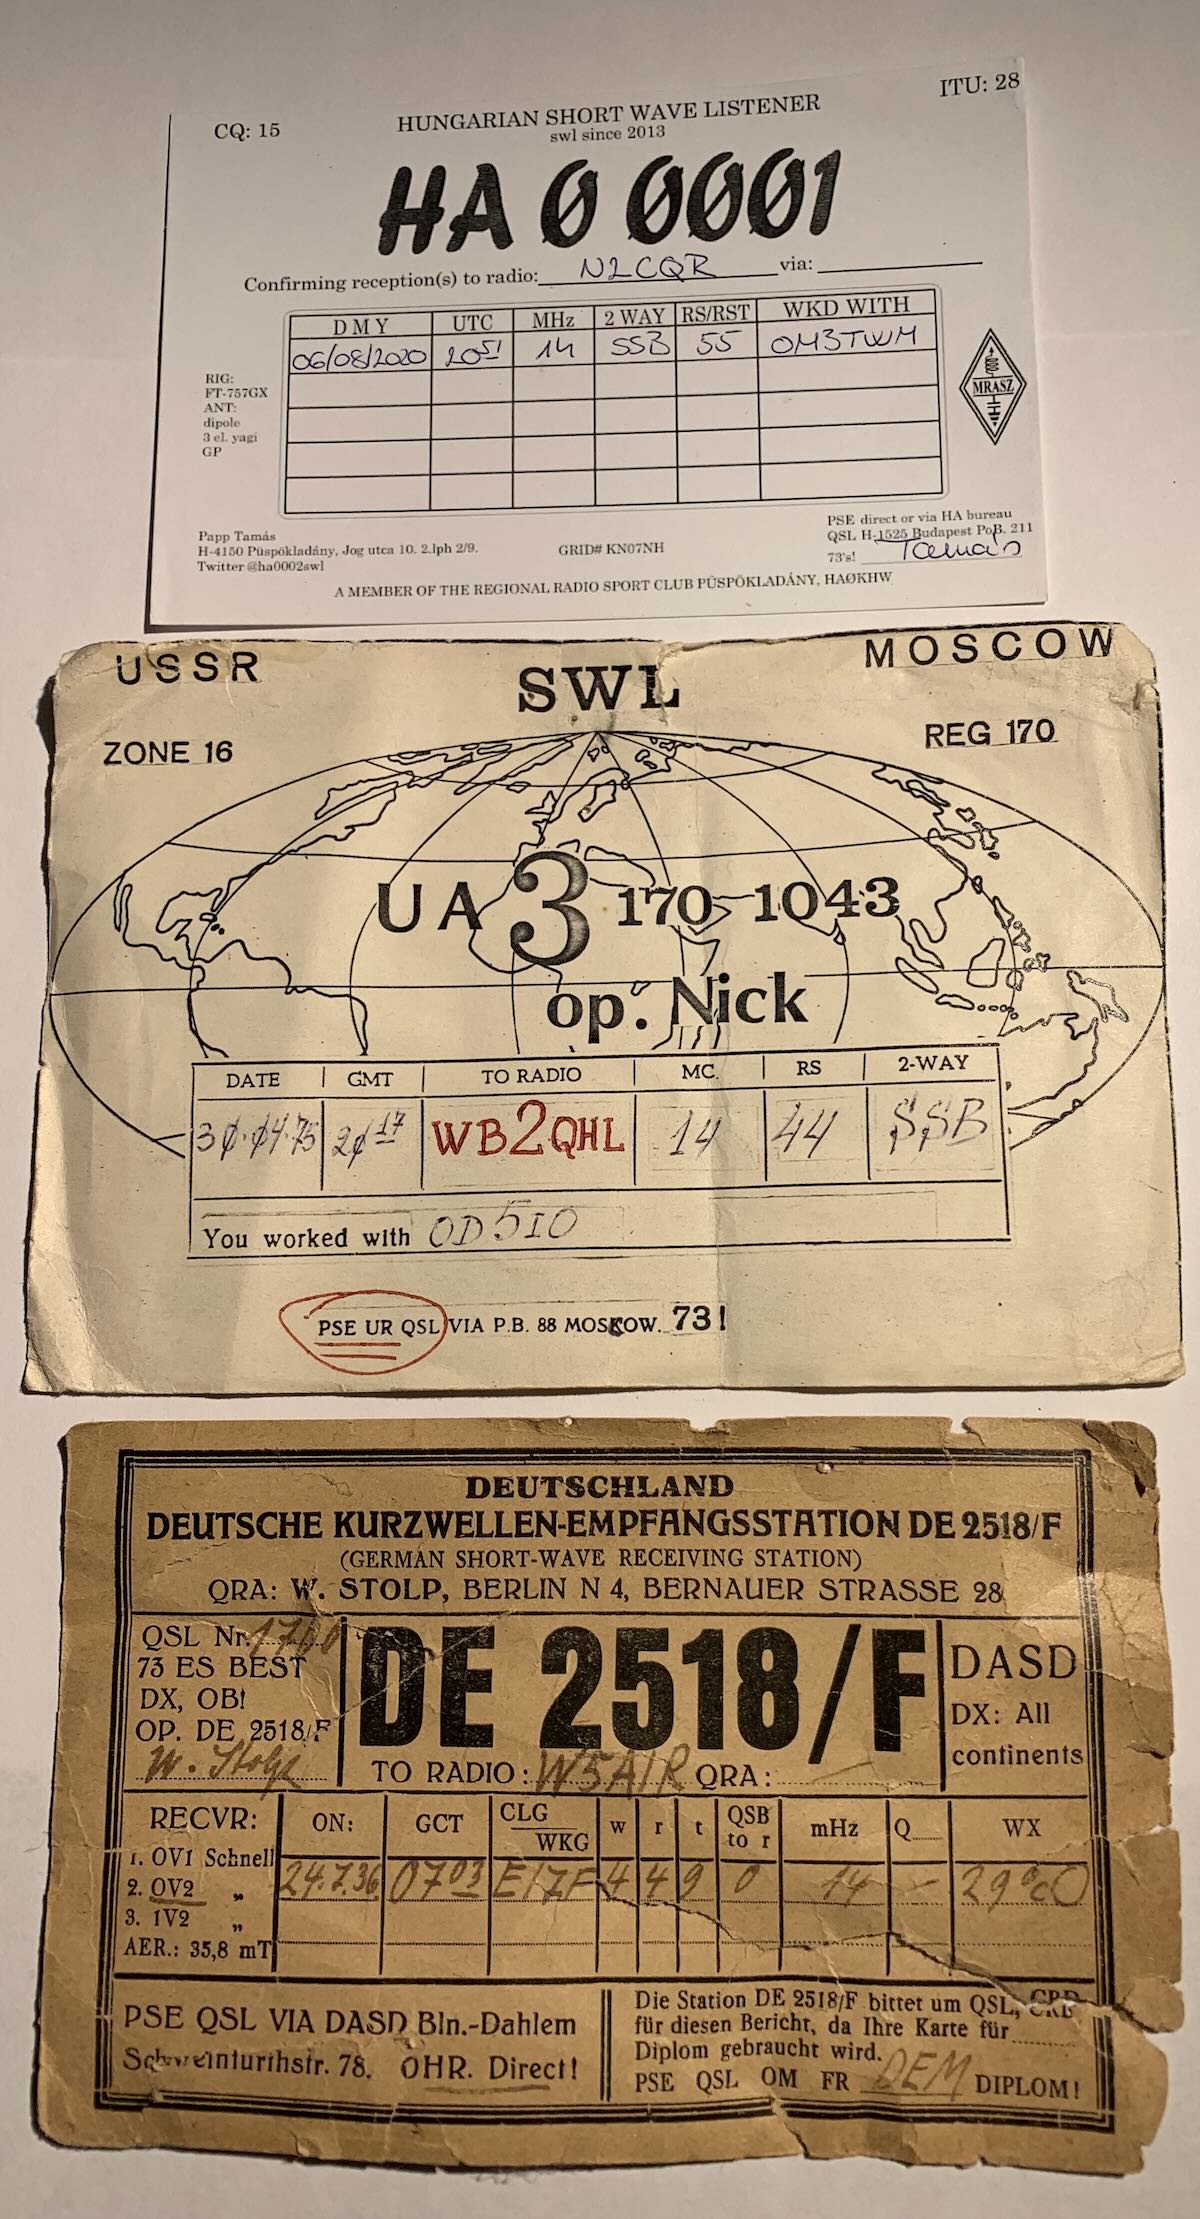 CQ: 15
HUNGARIAN SHORT WAVE LISTENER
ITU: 28
swl since 2013
HA 0 0001
Confirming reception(s) to radio: N2CQR via:
D M Y UTC MHz 2 WAY RS/RST WKD WITH
06/08/2020 2051 14 SSB 55 OM3TWM
RIG:
FT-757GX
ANT:
dipole
3 el. yagi
GP
MRASZ
Papp Tamás
H-4150 Püspökladány, Jog utca 10. 2.lph 2/9.
Twitter @ha0002swl
GRID# KN07NH
PSE direct or via HA bureau
QSL H-1525 Budapest PoB. 211
73's! Tamás
A MEMBER OF THE REGIONAL RADIO SPORT CLUB PÜSPÖKLADÁNY, HAØKHW
USSR
SWL
MOSCOW
ZONE 16
REG 170
UA 3 170-1043
op. Nick
DATE GMT TO RADIO MC. RS 2-WAY
3Ø.Ø4.75 2Ø17 WB2QHL 14 44 SSB
You worked with OD5IO
PSE UR QSL VIA P.B. 88 MOSCOW. 73!
DEUTSCHLAND
DEUTSCHE KURZWELLEN-EMPFANGSSTATION DE 2518/F
(GERMAN SHORT-WAVE RECEIVING STATION)
QRA: W. STOLP, BERLIN N 4, BERNAUER STRASSE 28
QSL Nr.
73 ES BEST
DX, OB!
OP. DE 2518/F
W. Stolp
DE 2518/F
TO RADIO: W5AIR QRA:
DASD
DX: All
continents
RECVR:
1. OV1 Schnell
2. OV2 „
3. 1V2 „
AER.: 35,8 mT
ON: GCT CLG WKG w r t QSB to r mHz Q WX
24.7.36 0703 EI7F 4 4 9 0 14 – 29°C
PSE QSL VIA DASD Bln.-Dahlem
Schweinfurthstr. 78. OHR. Direct!
Die Station DE 2518/F bittet um QSL, CRD
für diesen Bericht, da Ihre Karte für
Diplom gebraucht wird.
PSE QSL OM FR DEM DIPLOM!